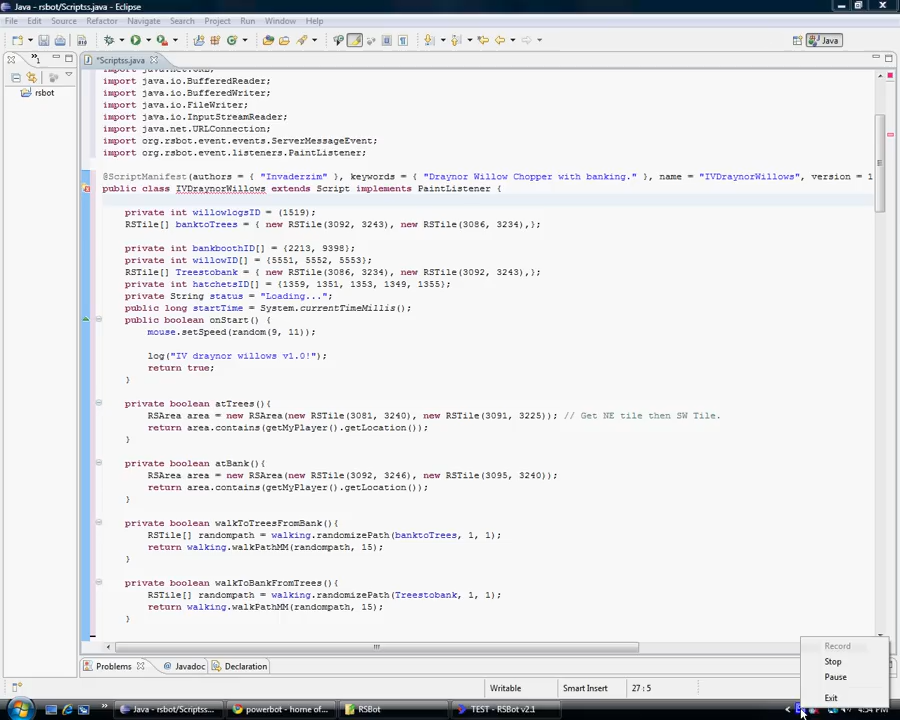 Java - rsbot/Scriptss.java - Eclipse
File Edit Source Refactor Navigate Search Project Run Window Help
Java
*Scriptss.java
rsbot
import java.io.BufferedReader;
import java.io.BufferedWriter;
import java.io.FileWriter;
import java.io.InputStreamReader;
import java.net.URLConnection;
import org.rsbot.event.events.ServerMessageEvent;
import org.rsbot.event.listeners.PaintListener;
@ScriptManifest(authors = { "Invaderzim" }, keywords = { "Draynor Willow Chopper with banking." }, name = "IVDraynorWillows", version = 1
public class IVDraynorWillows extends Script implements PaintListener {
private int willowlogsID = (1519);
RSTile[] banktoTrees = { new RSTile(3092, 3243), new RSTile(3086, 3234),};
private int bankboothID[] = {2213, 9398};
private int willowID[] = {5551, 5552, 5553};
RSTile[] Treestobank = { new RSTile(3086, 3234), new RSTile(3092, 3243),};
private int hatchetsID[] = {1359, 1351, 1353, 1349, 1355};
private String status = "Loading...";
public long startTime = System.currentTimeMillis();
public boolean onStart() {
mouse.setSpeed(random(9, 11));
log("IV draynor willows v1.0!");
return true;
}
private boolean atTrees(){
RSArea area = new RSArea(new RSTile(3081, 3240), new RSTile(3091, 3225)); // Get NE tile then SW Tile.
return area.contains(getMyPlayer().getLocation());
}
private boolean atBank(){
RSArea area = new RSArea(new RSTile(3092, 3246), new RSTile(3095, 3240));
return area.contains(getMyPlayer().getLocation());
}
private boolean walkToTreesFromBank(){
RSTile[] randompath = walking.randomizePath(banktoTrees, 1, 1);
return walking.walkPathMM(randompath, 15);
}
private boolean walkToBankFromTrees(){
RSTile[] randompath = walking.randomizePath(Treestobank, 1, 1);
return walking.walkPathMM(randompath, 15);
}
Record
Stop
Pause
Exit
Problems Javadoc Declaration
Writable Smart Insert 27 : 5
Java - rsbot/Scriptss... powerbot – home of... RSBot TEST - RSBot v2.1